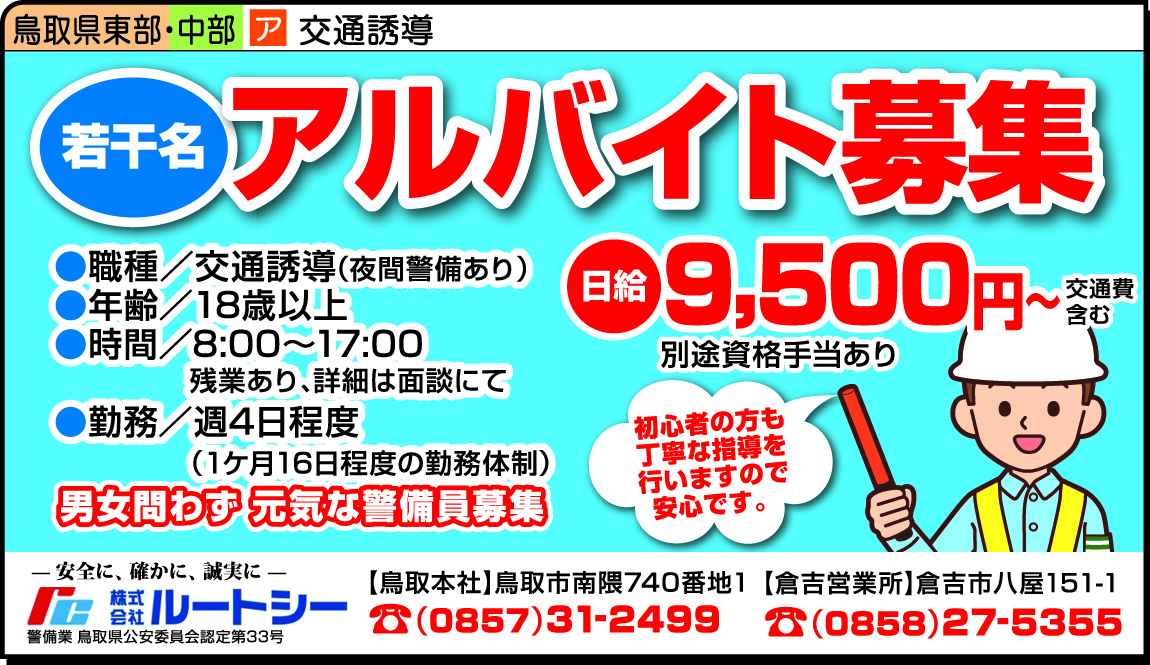 鳥取県東部・中部 ア 交通誘導
若干名 アルバイト募集
●職種／交通誘導（夜間警備あり）
●年齢／18歳以上
●時間／8:00～17:00
残業あり、詳細は面談にて
●勤務／週4日程度
（1ケ月16日程度の勤務体制）
男女問わず 元気な警備員募集
日給 9,500円～ 交通費
含む
別途資格手当あり
初心者の方も
丁寧な指導を
行いますので
安心です。
― 安全に、確かに、誠実に ―
rc 株式会社 ルートシー
警備業 鳥取県公安委員会認定第33号
【鳥取本社】鳥取市南隈740番地1
☎（0857）31-2499
【倉吉営業所】倉吉市八屋151-1
☎（0858）27-5355